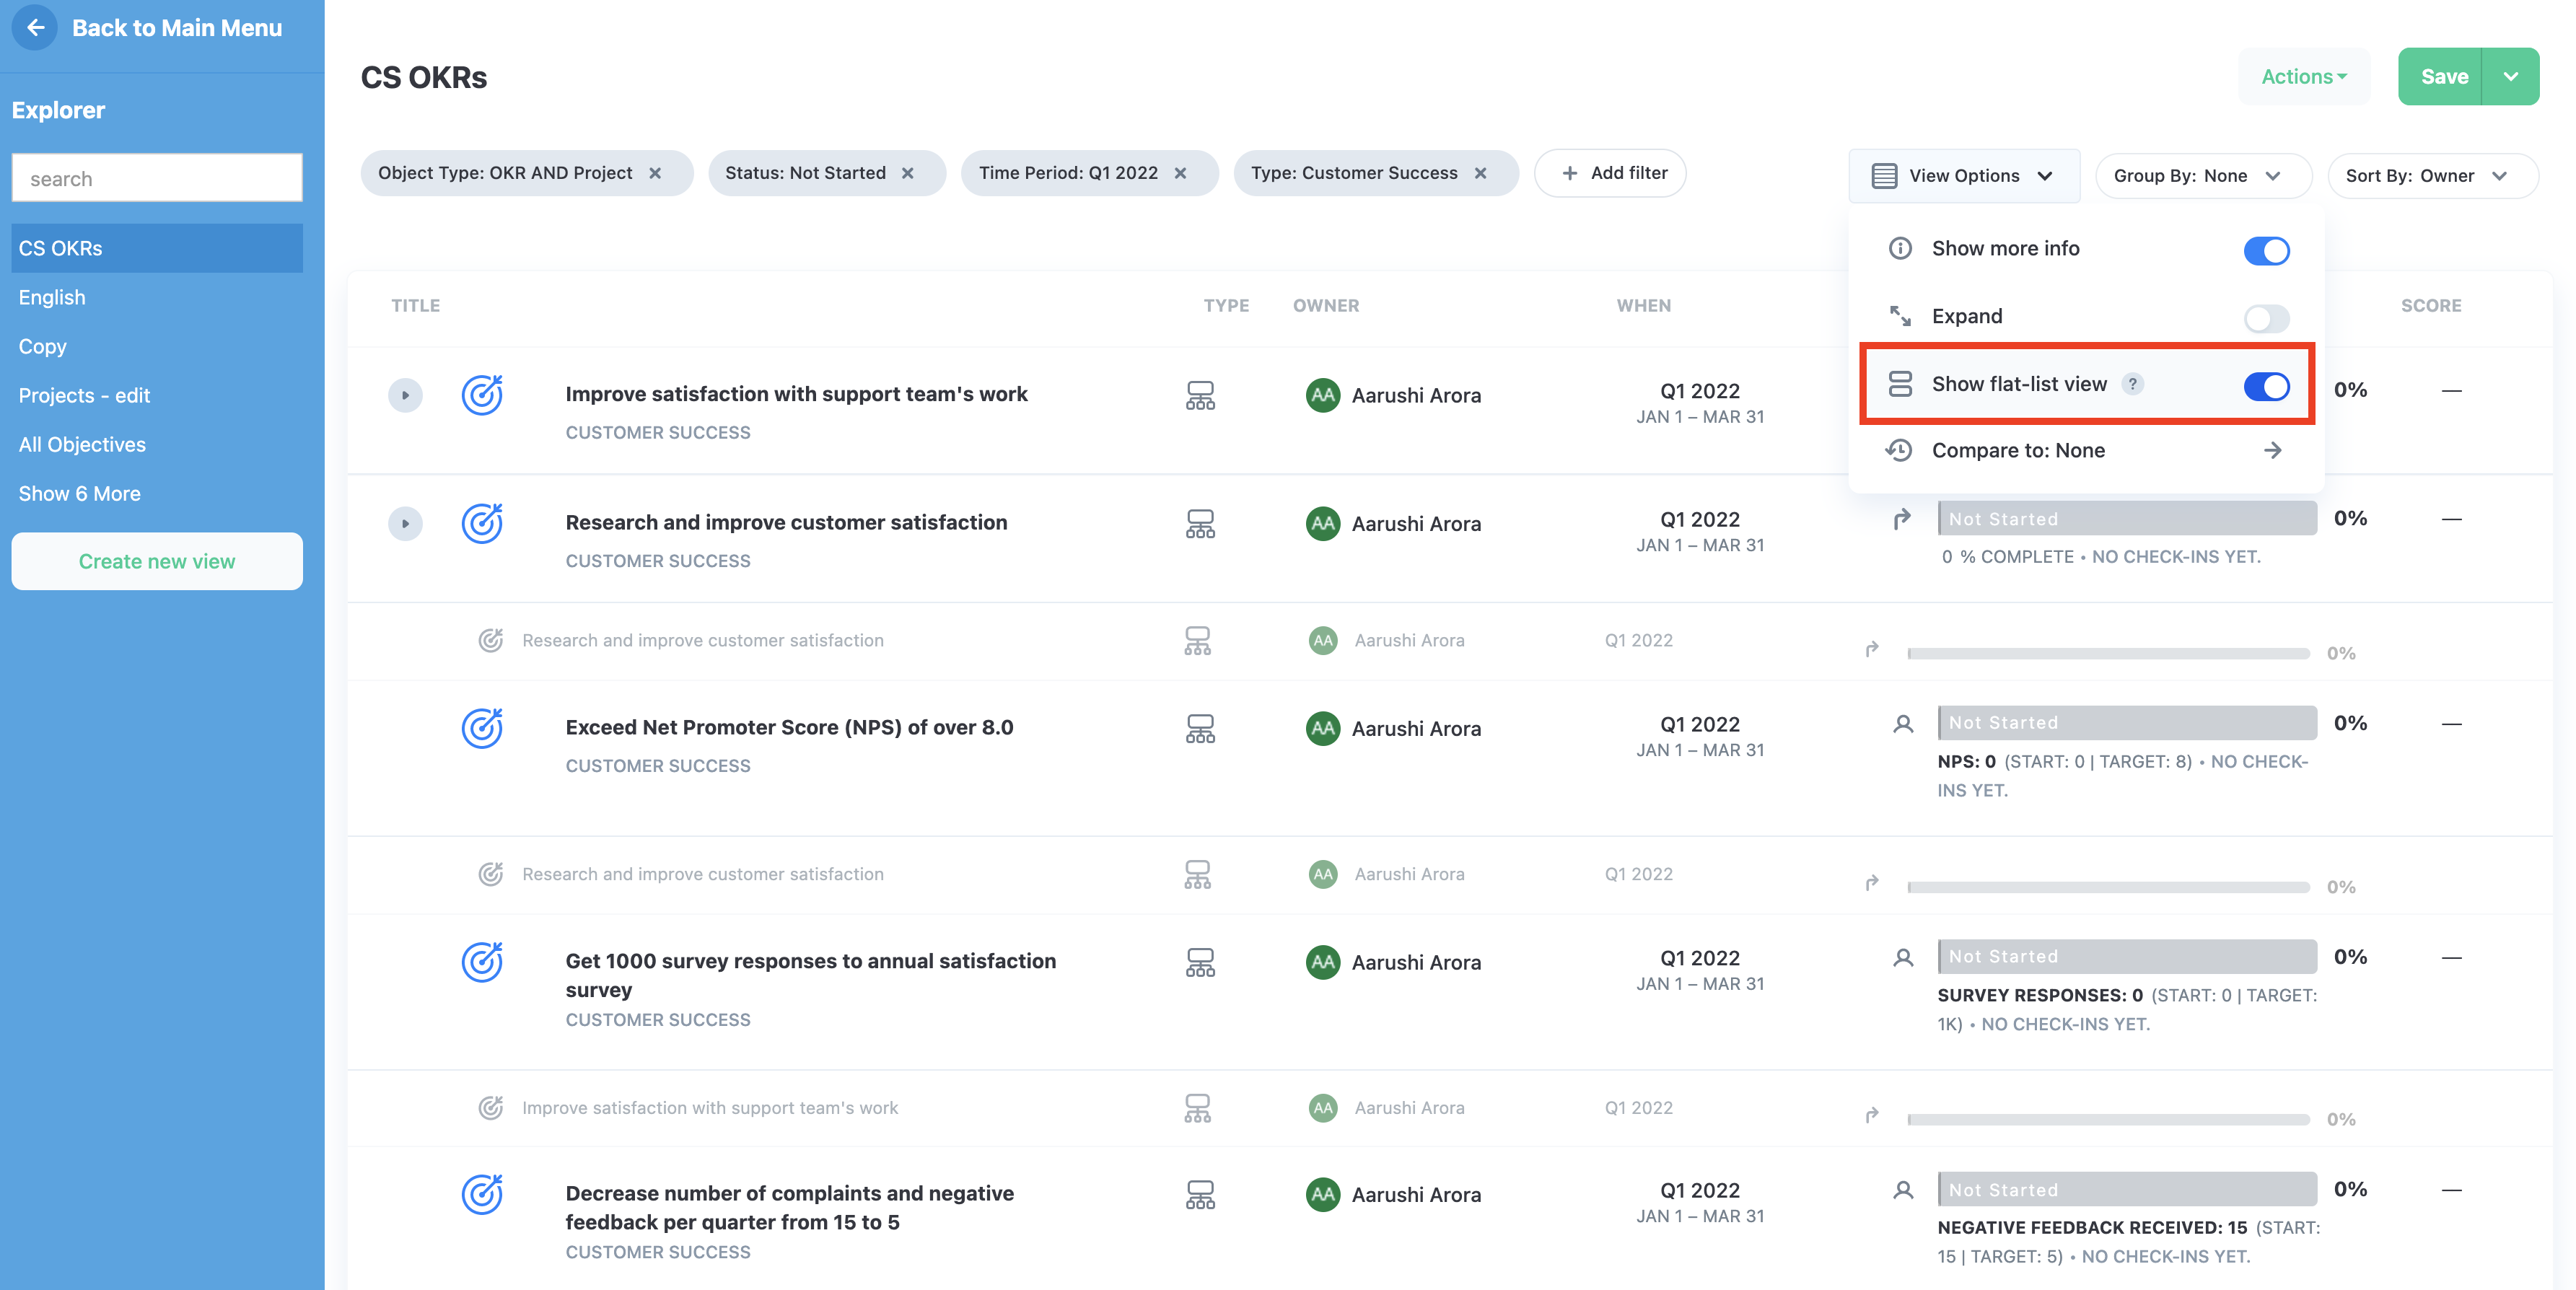 Back to Main Menu
Explorer
search
CS OKRs
English
Copy
Projects - edit
All Objectives
Show 6 More
Create new view
CS OKRs
Actions
Save
Object Type: OKR AND Project ×
Status: Not Started ×
Time Period: Q1 2022 ×
Type: Customer Success ×
+ Add filter
View Options
Group By: None
Sort By: Owner
Show more info
Expand
Show flat-list view ?
Compare to: None
TITLE TYPE OWNER WHEN SCORE
Improve satisfaction with support team's work AA Aarushi Arora Q1 2022 0% —
CUSTOMER SUCCESS JAN 1 – MAR 31
Research and improve customer satisfaction AA Aarushi Arora Q1 2022 Not Started 0% —
CUSTOMER SUCCESS JAN 1 – MAR 31 0 % COMPLETE • NO CHECK-INS YET.
Research and improve customer satisfaction AA Aarushi Arora Q1 2022 0%
Exceed Net Promoter Score (NPS) of over 8.0 AA Aarushi Arora Q1 2022 Not Started 0% —
CUSTOMER SUCCESS JAN 1 – MAR 31 NPS: 0 (START: 0 | TARGET: 8) • NO CHECK-
INS YET.
Research and improve customer satisfaction AA Aarushi Arora Q1 2022 0%
Get 1000 survey responses to annual satisfaction AA Aarushi Arora Q1 2022 Not Started 0% —
survey JAN 1 – MAR 31 SURVEY RESPONSES: 0 (START: 0 | TARGET:
CUSTOMER SUCCESS 1K) • NO CHECK-INS YET.
Improve satisfaction with support team's work AA Aarushi Arora Q1 2022 0%
Decrease number of complaints and negative AA Aarushi Arora Q1 2022 Not Started 0% —
feedback per quarter from 15 to 5 JAN 1 – MAR 31 NEGATIVE FEEDBACK RECEIVED: 15 (START:
CUSTOMER SUCCESS 15 | TARGET: 5) • NO CHECK-INS YET.